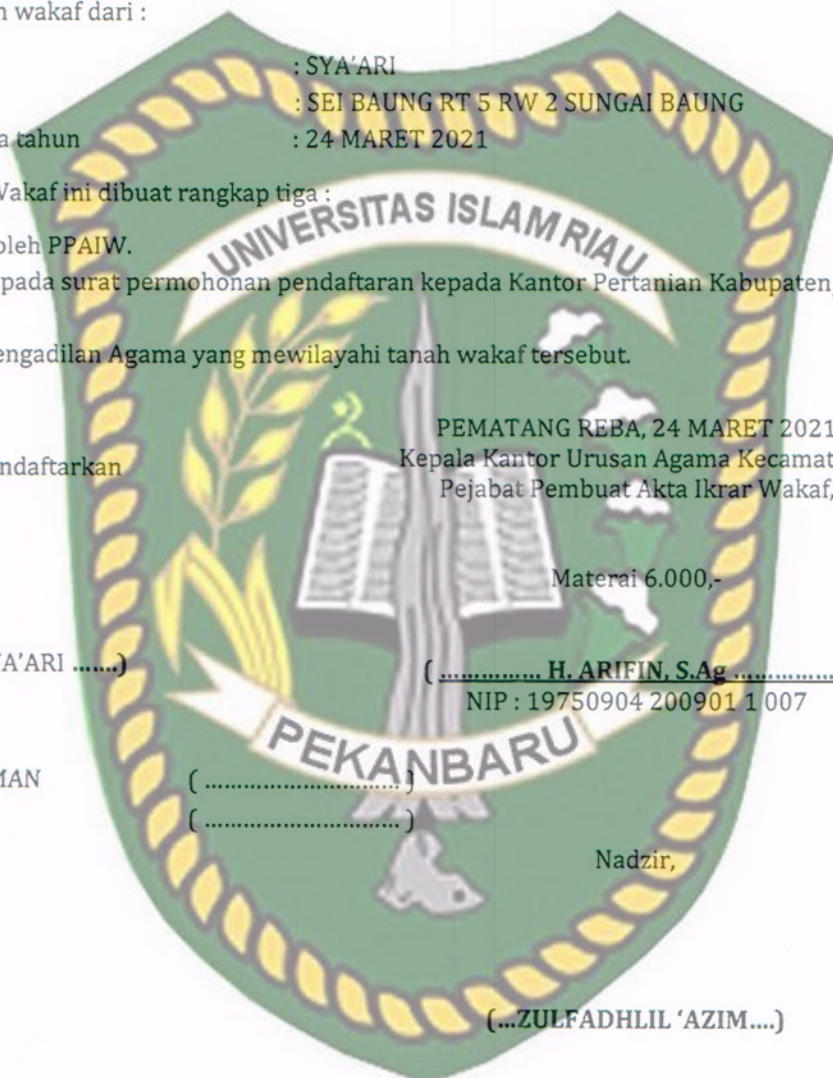 n wakaf dari :
: SYA'ARI
: SEI BAUNG RT 5 RW 2 SUNGAI BAUNG
a tahun : 24 MARET 2021
Wakaf ini dibuat rangkap tiga :
UNIVERSITAS ISLAM RIAU
oleh PPAIW.
pada surat permohonan pendaftaran kepada Kantor Pertanian Kabupaten
engadilan Agama yang mewilayahi tanah wakaf tersebut.
PEMATANG REBA, 24 MARET 2021
ndaftarkan Kepala Kantor Urusan Agama Kecamat
Pejabat Pembuat Akta Ikrar Wakaf,
Materai 6.000,-
A'ARI .......) ( ............... H. ARIFIN, S.Ag ...............
NIP : 19750904 200901 1 007
PEKANBARU
MAN ( ............................. )
( ............................. )
Nadzir,
(...ZULFADHLIL 'AZIM....)